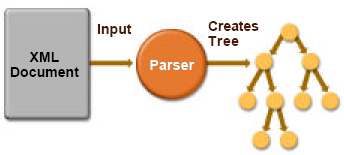 XML
Document
Input
Parser
Creates
Tree